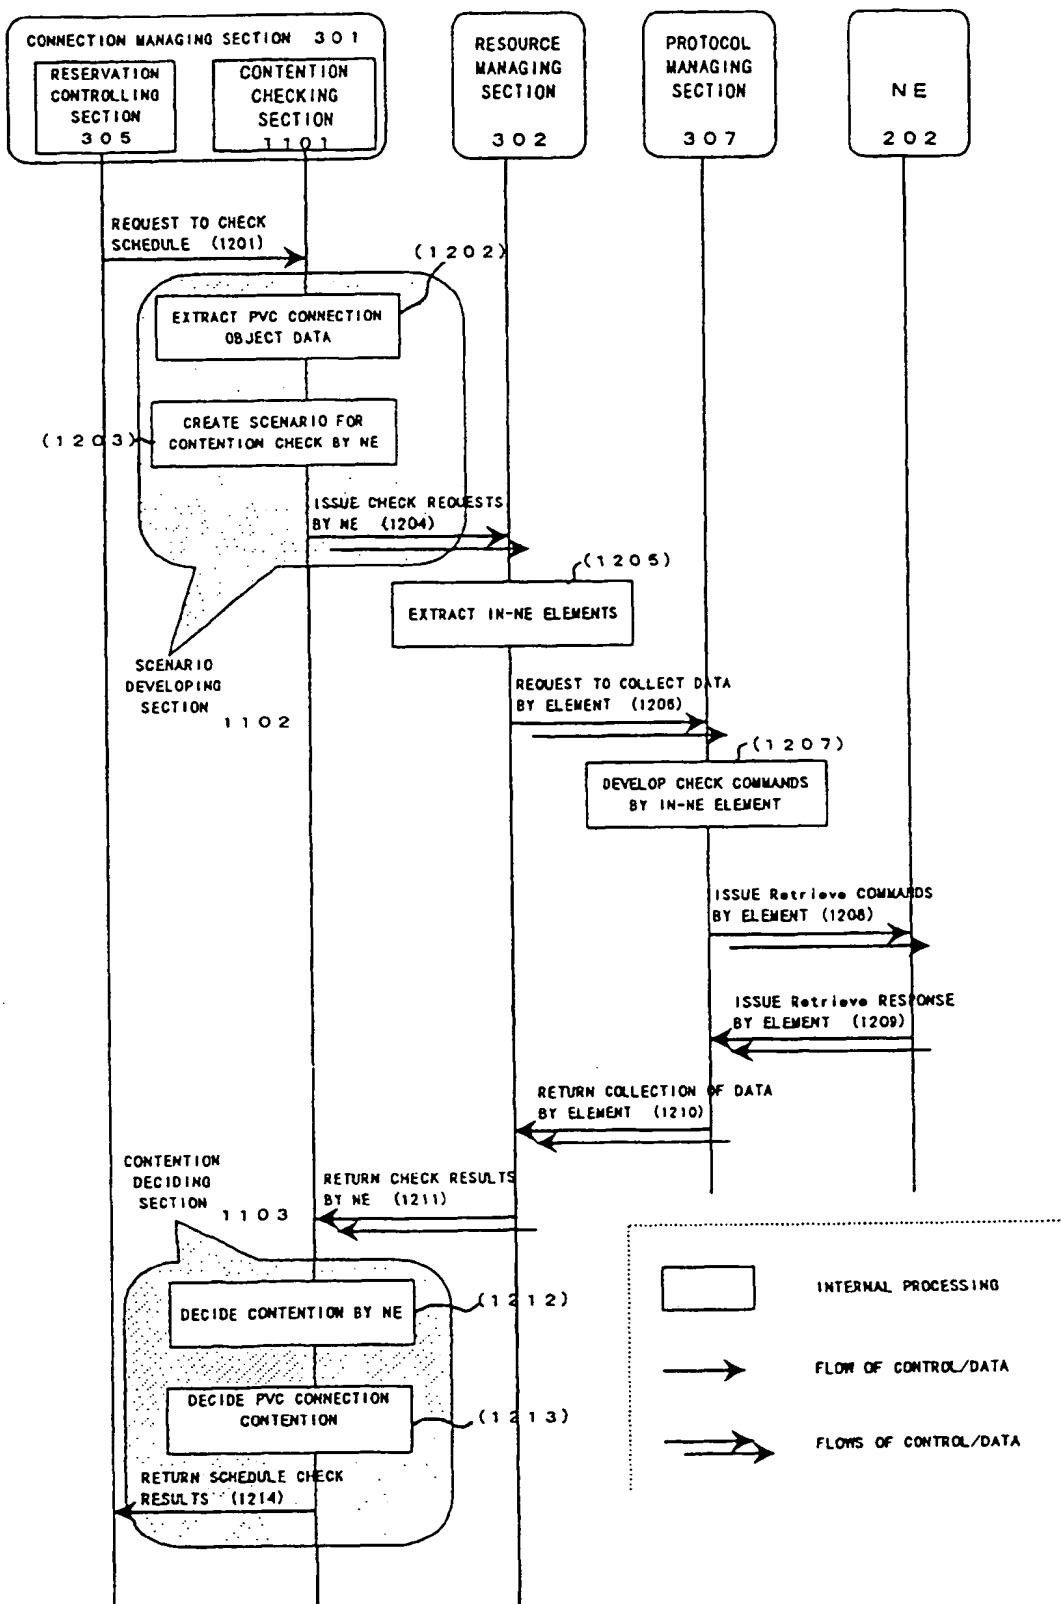 CONNECTION MANAGING SECTION 301
RESERVATION
CONTROLLING
SECTION
305
CONTENTION
CHECKING
SECTION
1101
RESOURCE
MANAGING
SECTION
302
PROTOCOL
MANAGING
SECTION
307
NE
202
REQUEST TO CHECK
SCHEDULE (1201)
(1202)
EXTRACT PVC CONNECTION
OBJECT DATA
(1203)
CREATE SCENARIO FOR
CONTENTION CHECK BY NE
ISSUE CHECK REQUESTS
BY NE (1204)
(1205)
EXTRACT IN-NE ELEMENTS
SCENARIO
DEVELOPING
SECTION
1102
REQUEST TO COLLECT DATA
BY ELEMENT (1206)
(1207)
DEVELOP CHECK COMMANDS
BY IN-NE ELEMENT
ISSUE Retrieve COMMANDS
BY ELEMENT (1208)
ISSUE Retrieve RESPONSE
BY ELEMENT (1209)
RETURN COLLECTION OF DATA
BY ELEMENT (1210)
CONTENTION
DECIDING
SECTION
1103
RETURN CHECK RESULTS
BY NE (1211)
DECIDE CONTENTION BY NE
(1212)
DECIDE PVC CONNECTION
CONTENTION
(1213)
RETURN SCHEDULE CHECK
RESULTS (1214)
INTERNAL PROCESSING
FLOW OF CONTROL/DATA
FLOWS OF CONTROL/DATA